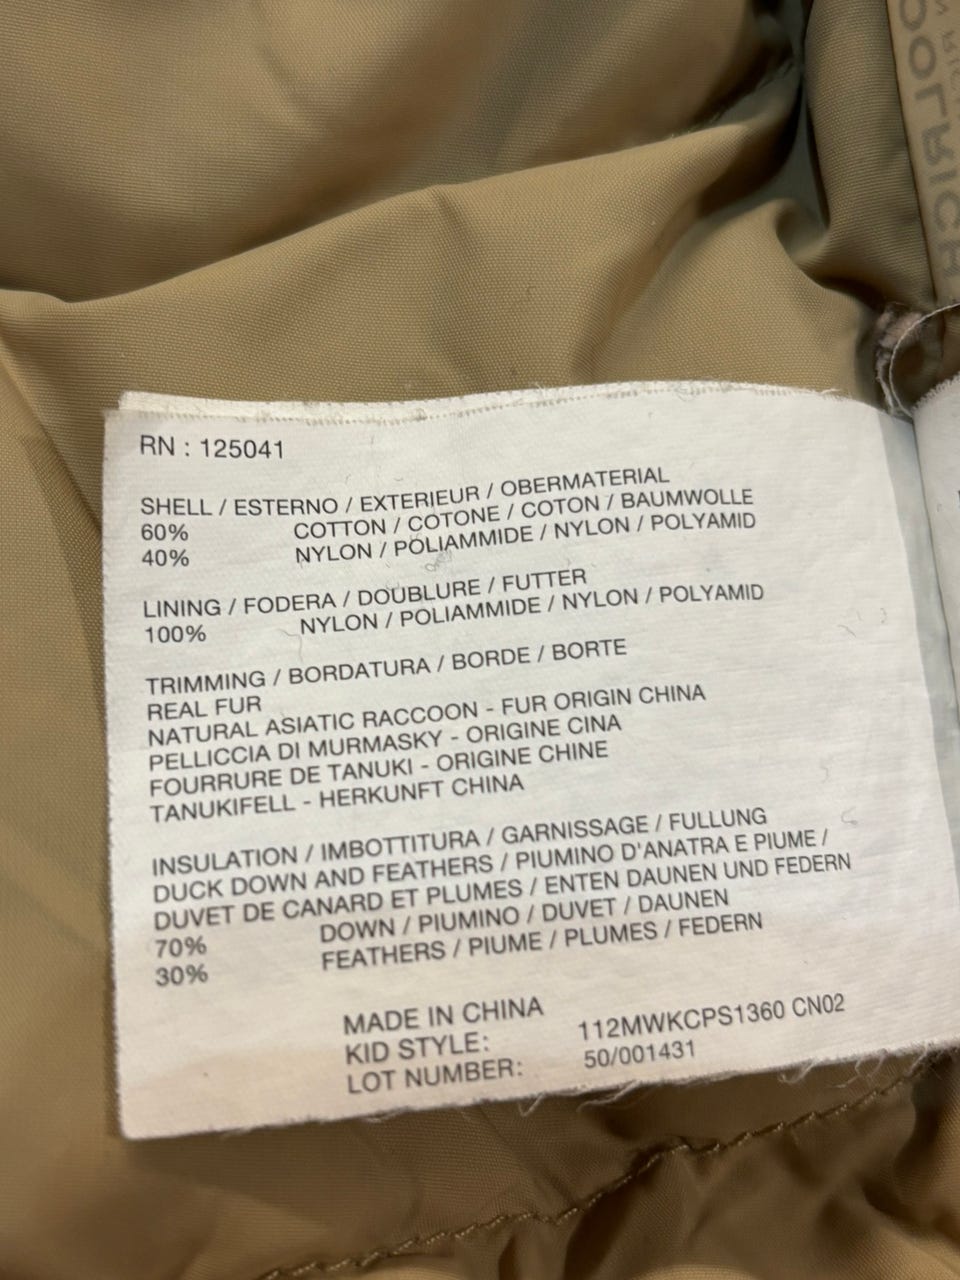 RN : 125041
SHELL / ESTERNO / EXTERIEUR / OBERMATERIAL
60% COTTON / COTONE / COTON / BAUMWOLLE
40% NYLON / POLIAMMIDE / NYLON / POLYAMID
LINING / FODERA / DOUBLURE / FUTTER
100% NYLON / POLIAMMIDE / NYLON / POLYAMID
TRIMMING / BORDATURA / BORDE / BORTE
REAL FUR
NATURAL ASIATIC RACCOON - FUR ORIGIN CHINA
PELLICCIA DI MURMASKY - ORIGINE CINA
FOURRURE DE TANUKI - ORIGINE CHINE
TANUKIFELL - HERKUNFT CHINA
INSULATION / IMBOTTITURA / GARNISSAGE / FULLUNG
DUCK DOWN AND FEATHERS / PIUMINO D'ANATRA E PIUME /
DUVET DE CANARD ET PLUMES / ENTEN DAUNEN UND FEDERN
70% DOWN / PIUMINO / DUVET / DAUNEN
30% FEATHERS / PIUME / PLUMES / FEDERN
MADE IN CHINA
KID STYLE: 112MWKCPS1360 CN02
LOT NUMBER: 50/001431